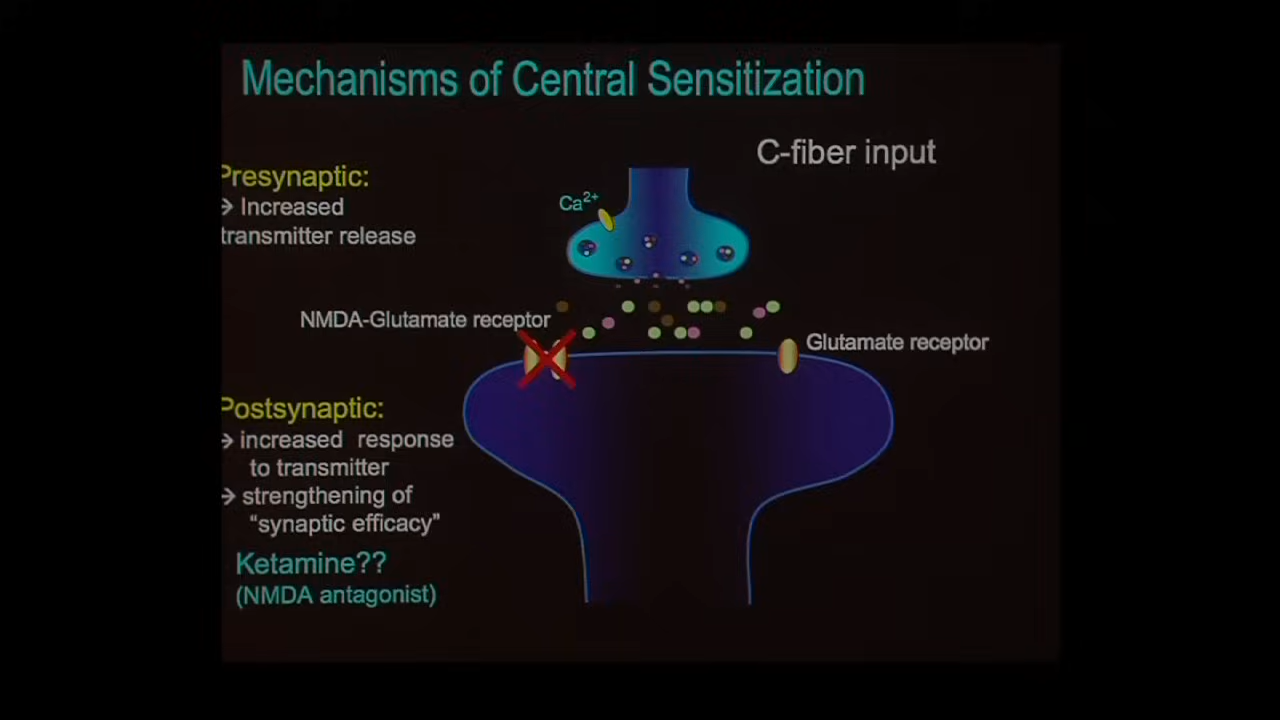 Mechanisms of Central Sensitization
C-fiber input
Presynaptic:
→ Increased
transmitter release
Ca²⁺
NMDA-Glutamate receptor
Glutamate receptor
Postsynaptic:
→ increased response
to transmitter
→ strengthening of
“synaptic efficacy”
Ketamine??
(NMDA antagonist)